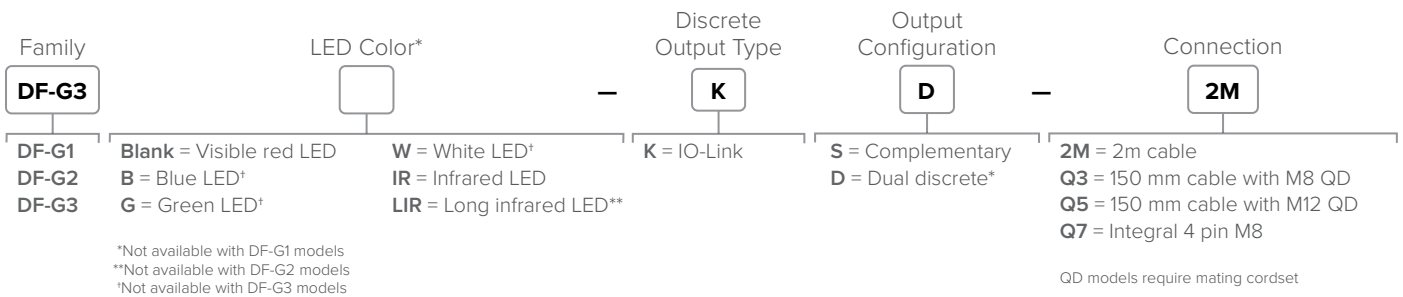 Family
LED Color*
Discrete
Output Type
Output
Configuration
Connection
DF-G3
–
K
D
–
2M
DF-G1
DF-G2
DF-G3
Blank = Visible red LED
B = Blue LED†
G = Green LED†
W = White LED†
IR = Infrared LED
LIR = Long infrared LED**
K = IO-Link
S = Complementary
D = Dual discrete*
2M = 2m cable
Q3 = 150 mm cable with M8 QD
Q5 = 150 mm cable with M12 QD
Q7 = Integral 4 pin M8
*Not available with DF-G1 models
**Not available with DF-G2 models
†Not available with DF-G3 models
QD models require mating cordset